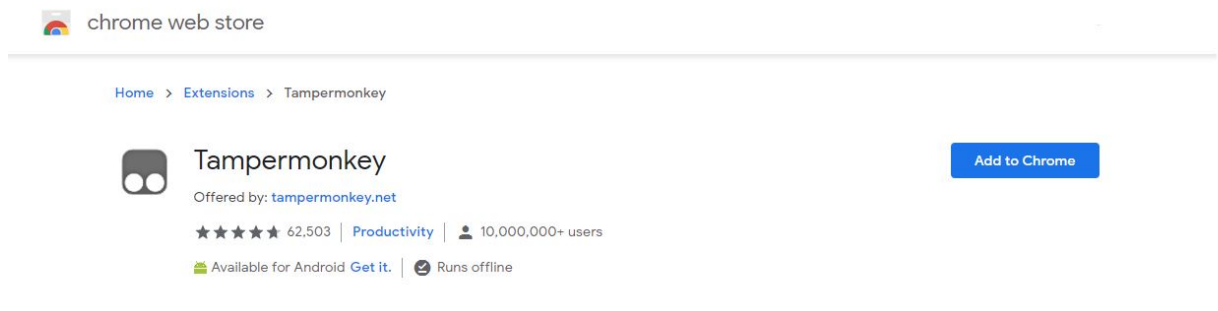 chrome web store
Home > Extensions > Tampermonkey
Tampermonkey
Add to Chrome
Offered by: tampermonkey.net
62,503 | Productivity | 10,000,000+ users
Available for Android Get it. | Runs offline